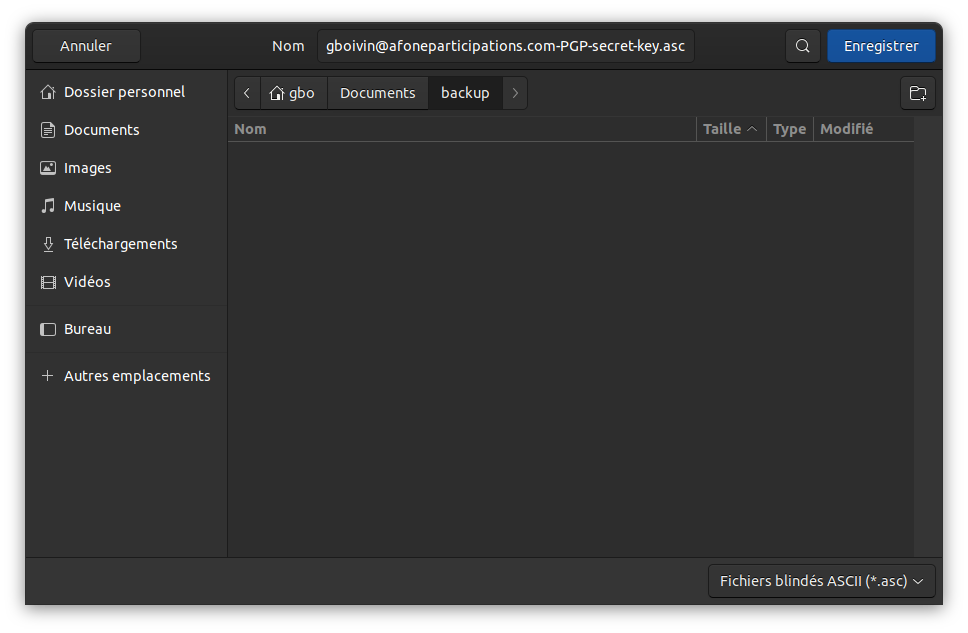 Annuler Nom gboivin@afoneparticipations.com-PGP-secret-key.asc Enregistrer
gbo Documents backup
Nom Taille Type Modifié
Dossier personnel
Documents
Images
Musique
Téléchargements
Vidéos
Bureau
Autres emplacements
Fichiers blindés ASCII (*.asc)